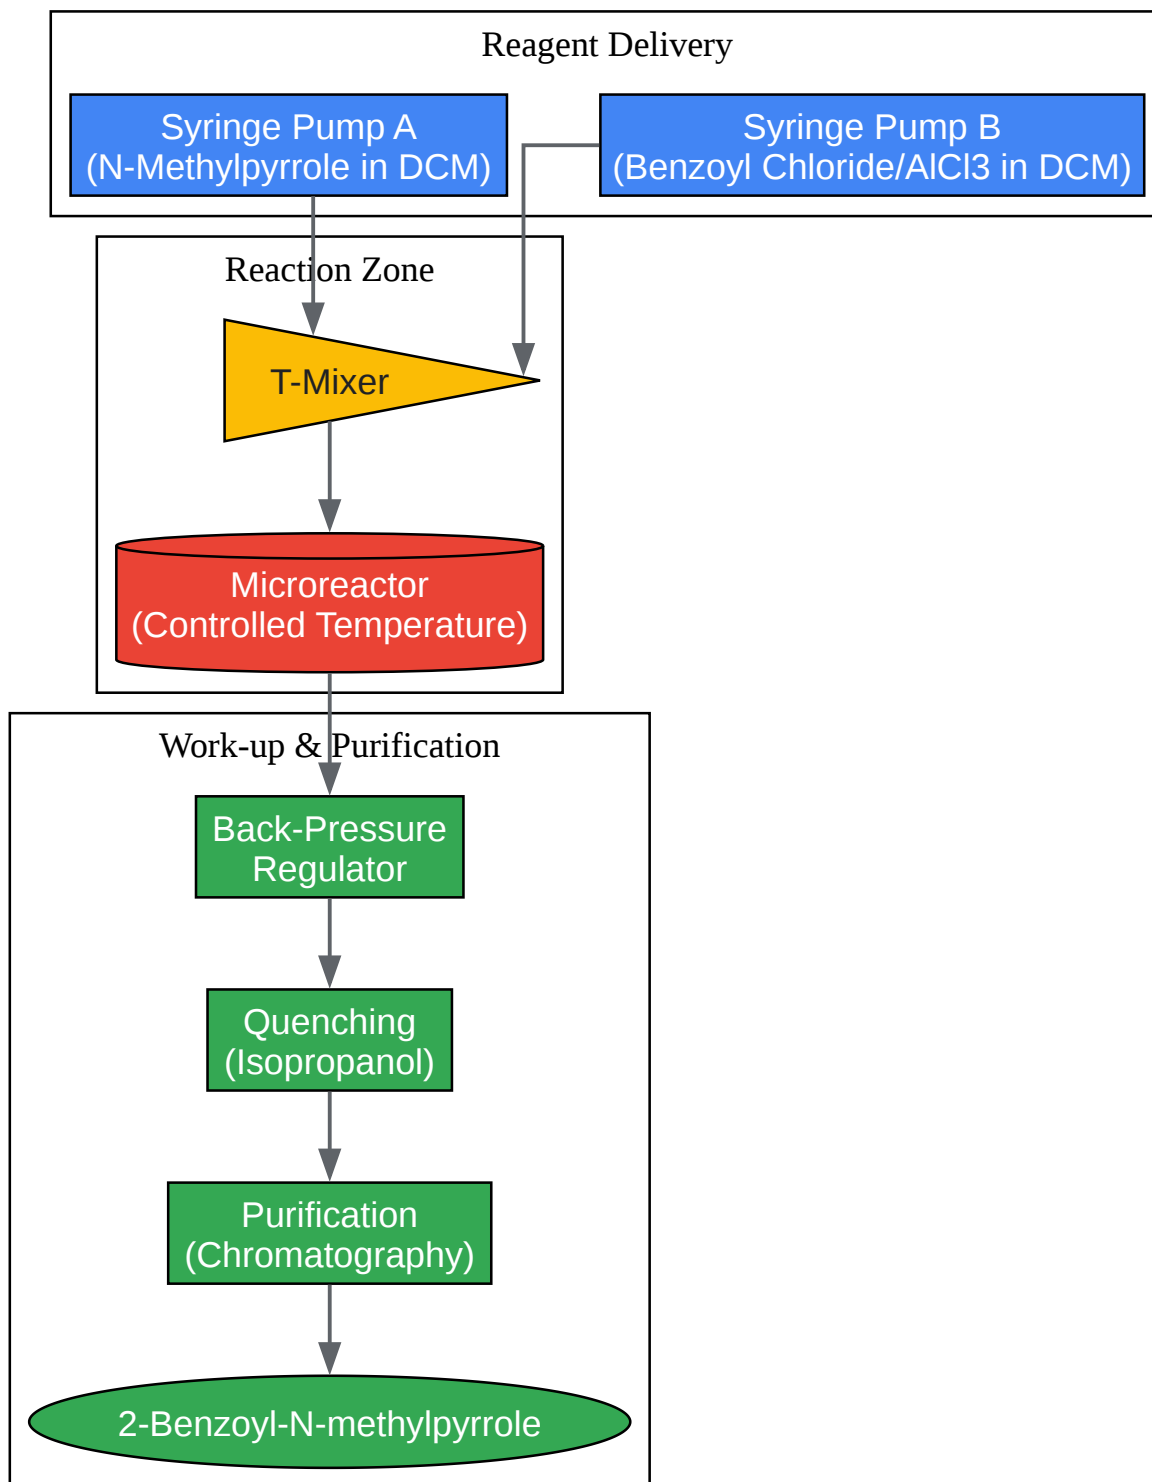 Reagent Delivery
Syringe Pump A
(N-Methylpyrrole in DCM)
Syringe Pump B
(Benzoyl Chloride/AlCl3 in DCM)
Reaction Zone
T-Mixer
Microreactor
(Controlled Temperature)
Work-up & Purification
Back-Pressure
Regulator
Quenching
(Isopropanol)
Purification
(Chromatography)
2-Benzoyl-N-methylpyrrole